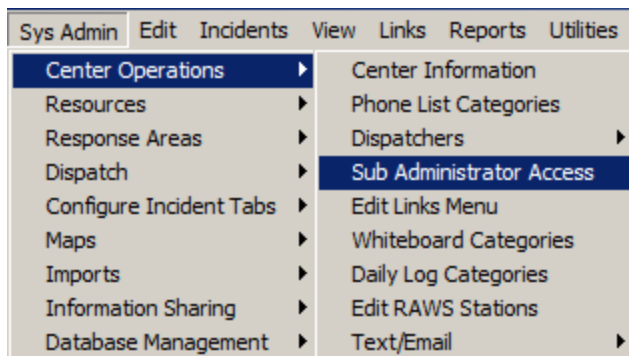 Sys Admin Edit Incidents View Links Reports Utilities
Center Operations
Resources
Response Areas
Dispatch
Configure Incident Tabs
Maps
Imports
Information Sharing
Database Management
Center Information
Phone List Categories
Dispatchers
Sub Administrator Access
Edit Links Menu
Whiteboard Categories
Daily Log Categories
Edit RAWS Stations
Text/Email